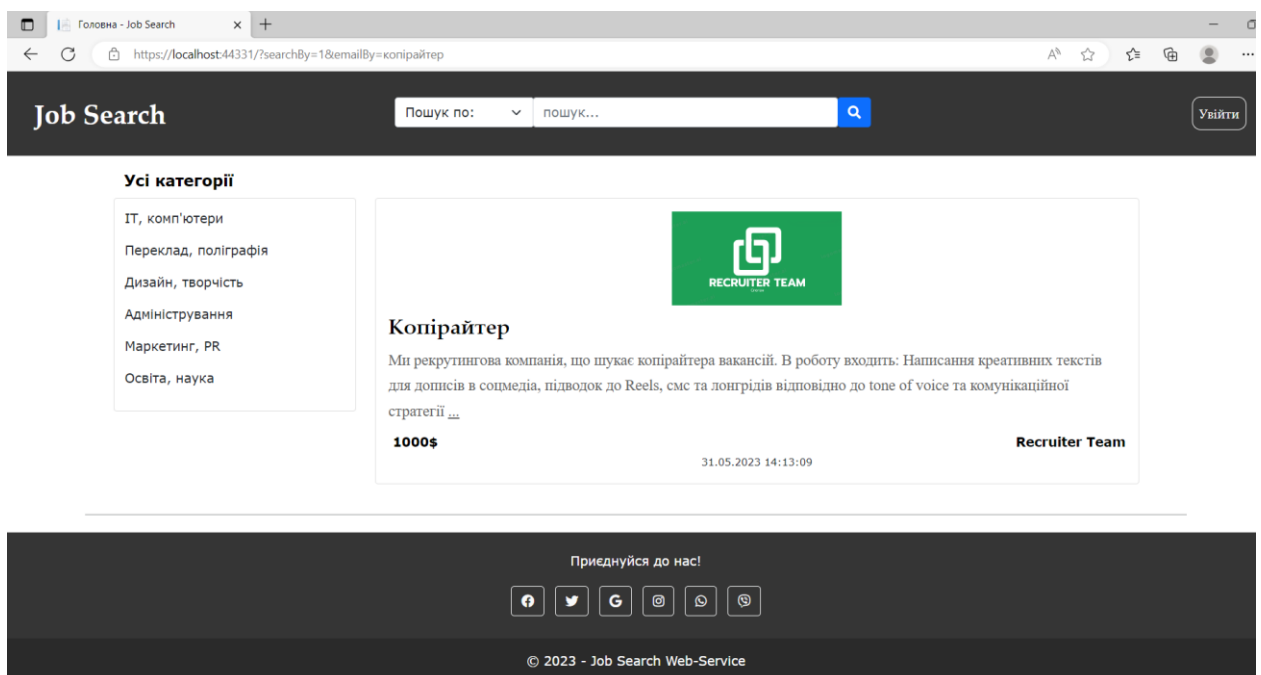 Головна - Job Search
https://localhost:44331/?searchBy=1&emailBy=копірайтер
Job Search
Пошук по:
пошук...
Увійти
Усі категорії
IT, комп'ютери
Переклад, поліграфія
Дизайн, творчість
Адміністрування
Маркетинг, PR
Освіта, наука
RECRUITER TEAM
Копірайтер
Ми рекрутингова компанія, що шукає копірайтера вакансій. В роботу входить: Написання креативних текстів
для дописів в соцмедіа, підводок до Reels, смс та лонгрідів відповідно до tone of voice та комунікаційної
стратегії ...
1000$
Recruiter Team
31.05.2023 14:13:09
Приєднуйся до нас!
© 2023 - Job Search Web-Service